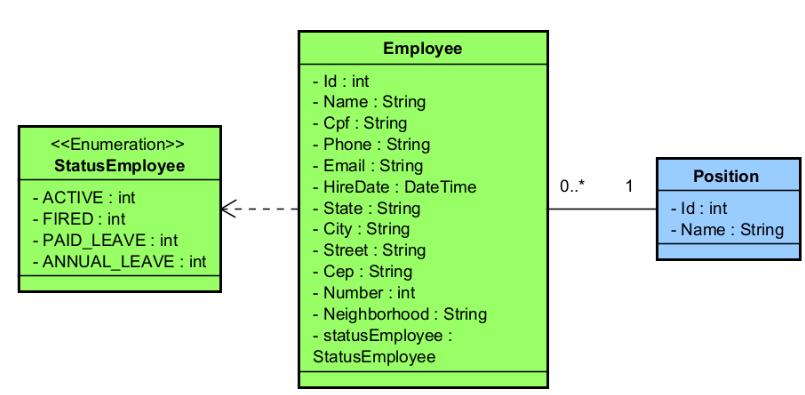 <<Enumeration>>
StatusEmployee
- ACTIVE : int
- FIRED : int
- PAID_LEAVE : int
- ANNUAL_LEAVE : int
Employee
- Id : int
- Name : String
- Cpf : String
- Phone : String
- Email : String
- HireDate : DateTime
- State : String
- City : String
- Street : String
- Cep : String
- Number : int
- Neighborhood : String
- statusEmployee :
StatusEmployee
0..* 1
Position
- Id : int
- Name : String